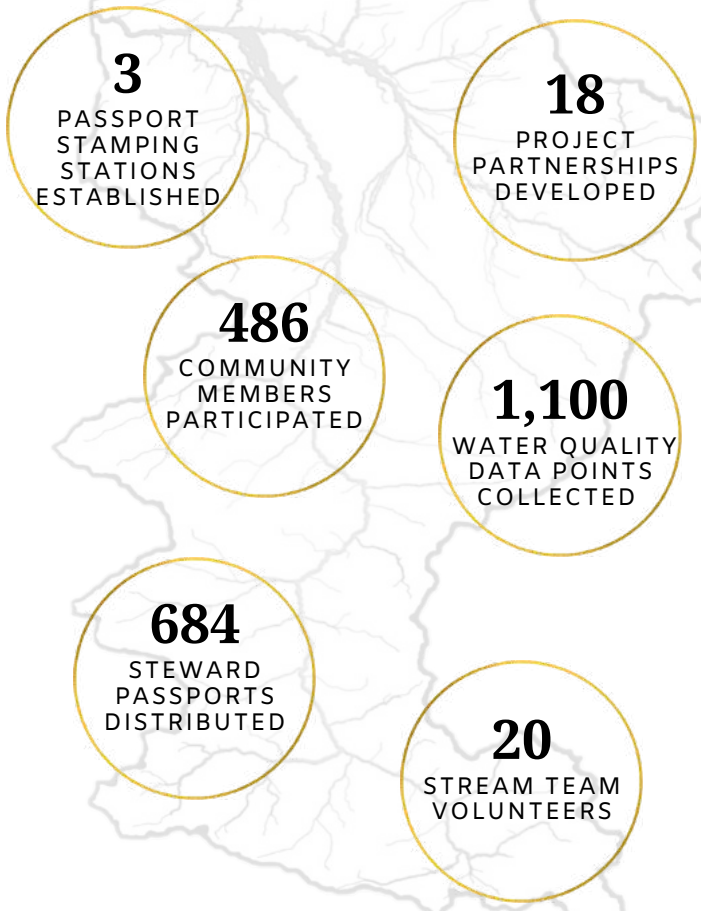 3
PASSPORT
STAMPING
STATIONS
ESTABLISHED
18
PROJECT
PARTNERSHIPS
DEVELOPED
486
COMMUNITY
MEMBERS
PARTICIPATED
1,100
WATER QUALITY
DATA POINTS
COLLECTED
684
STEWARD
PASSPORTS
DISTRIBUTED
20
STREAM TEAM
VOLUNTEERS